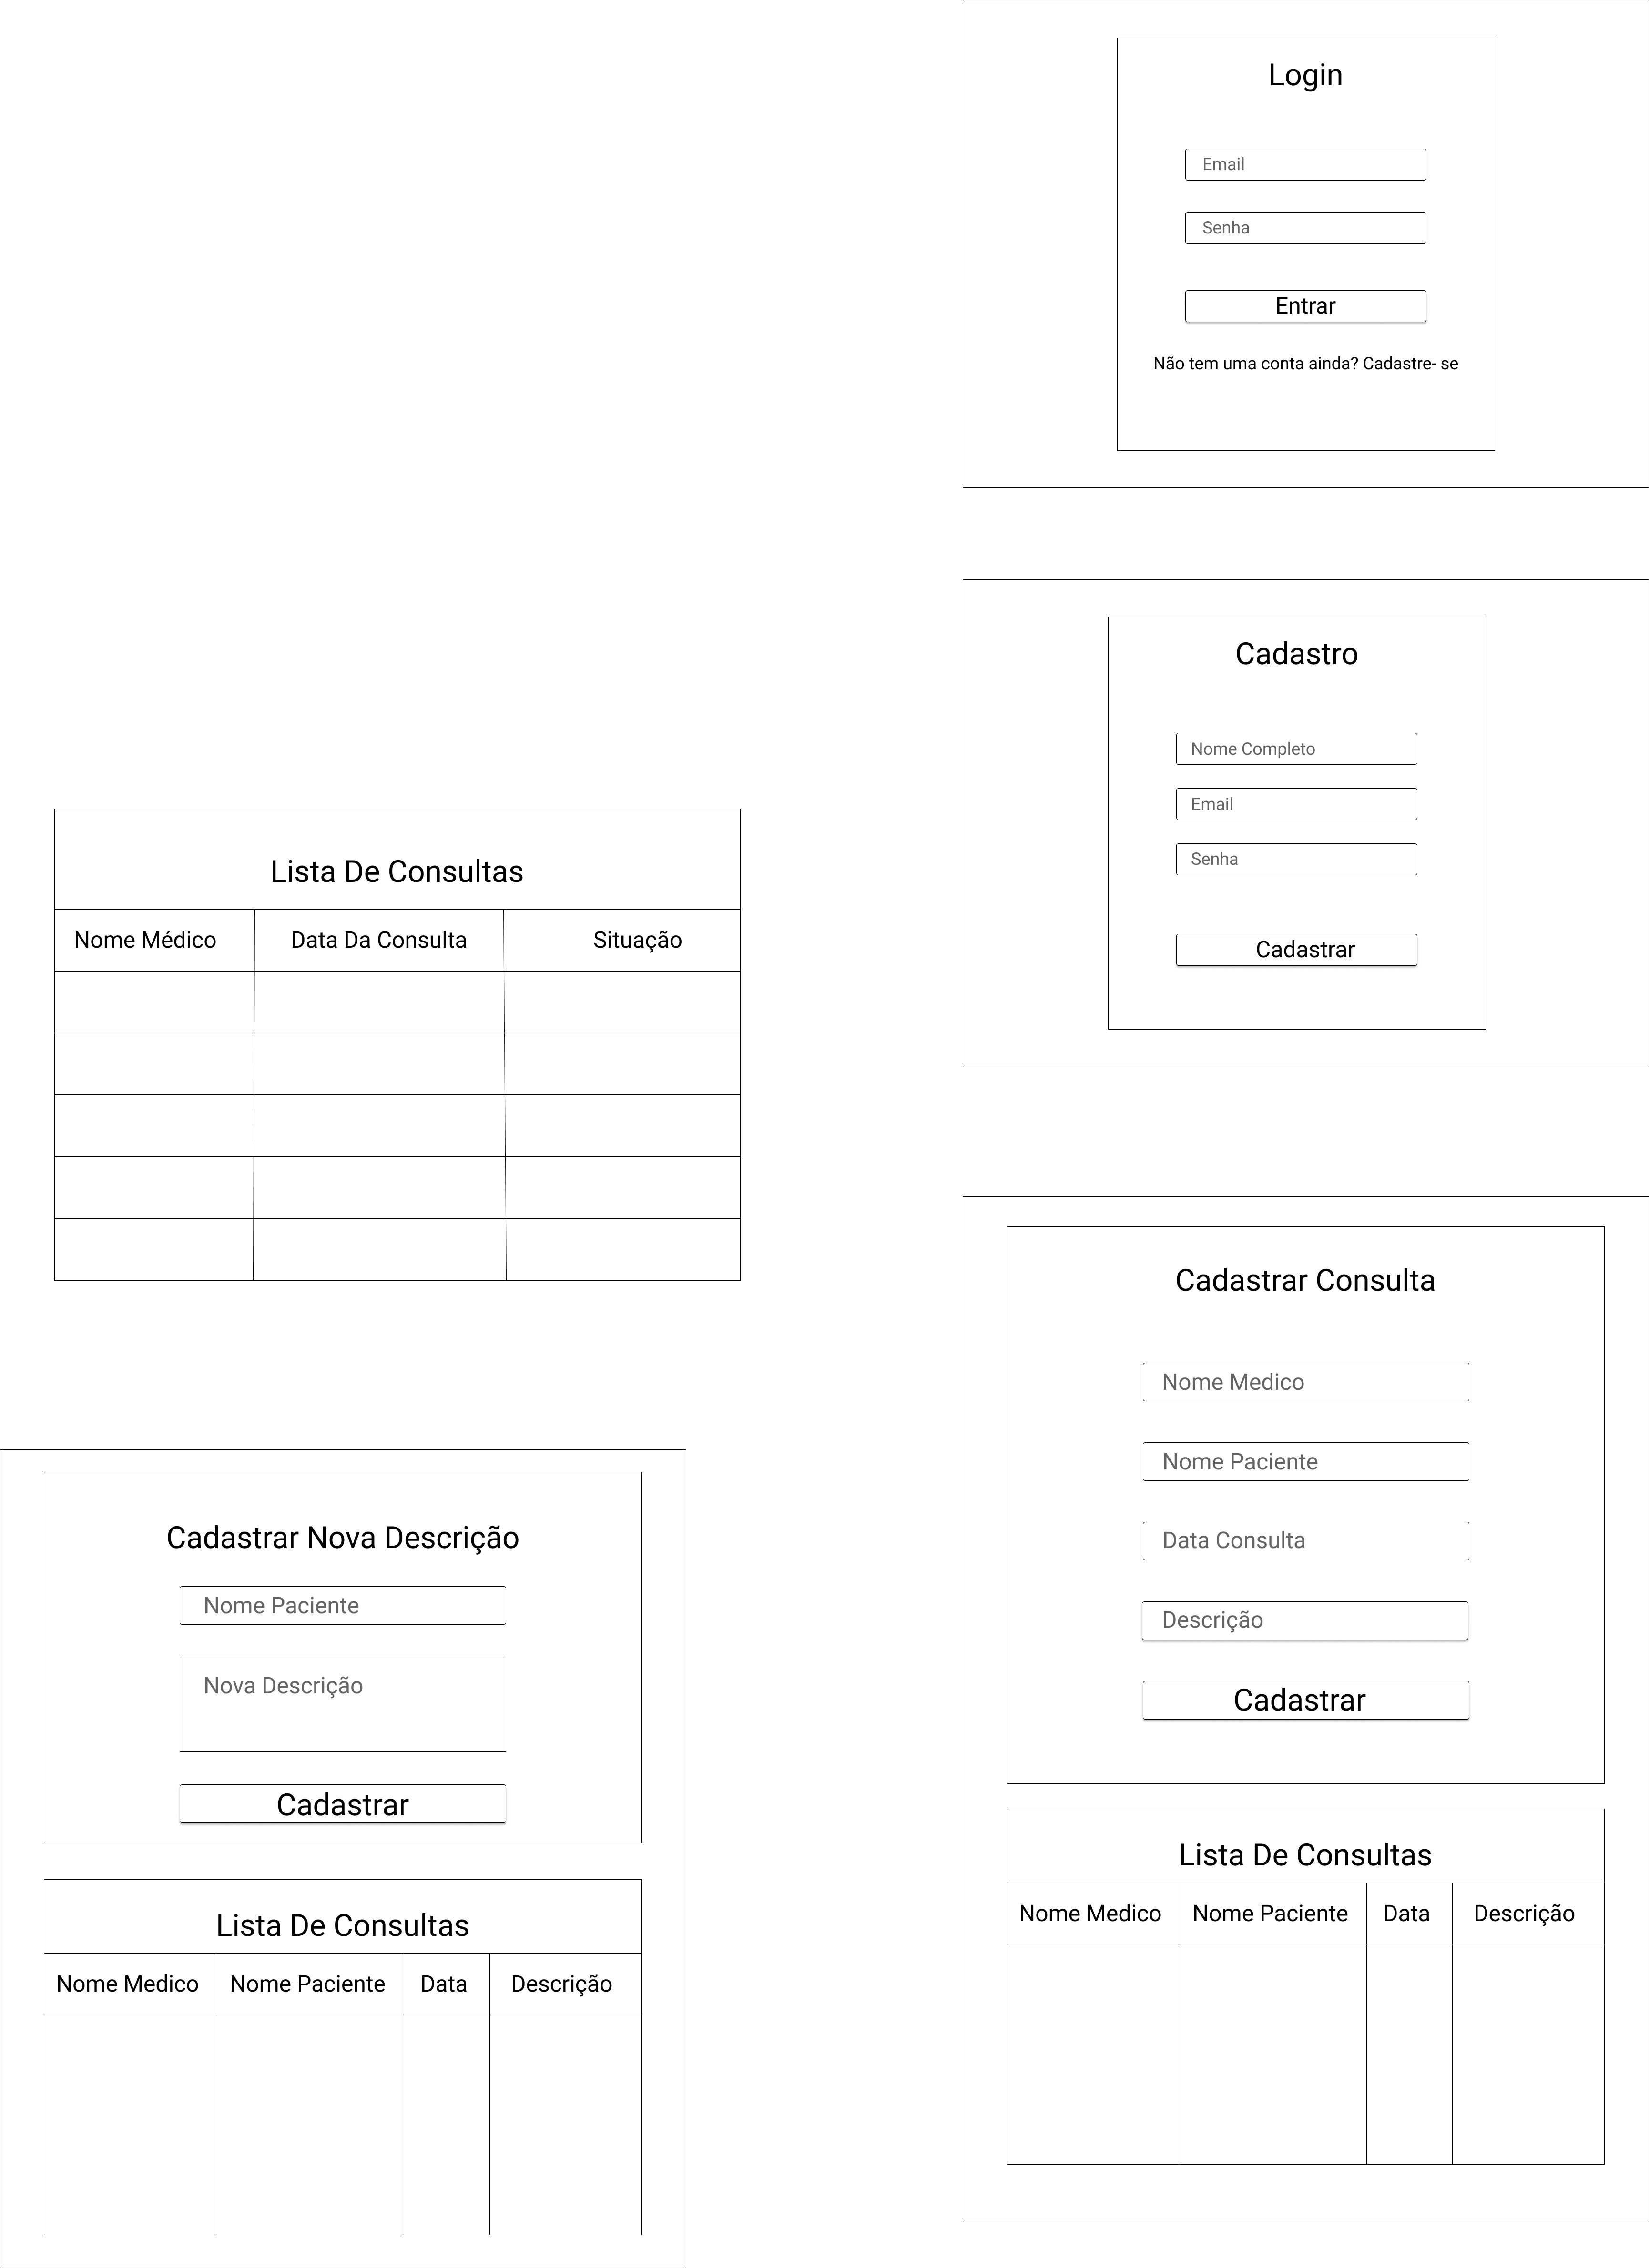 Login
Email
Senha
Entrar
Não tem uma conta ainda? Cadastre- se
Cadastro
Nome Completo
Email
Senha
Cadastrar
Lista De Consultas
Nome Médico Data Da Consulta Situação
Cadastrar Consulta
Nome Medico
Nome Paciente
Data Consulta
Descrição
Cadastrar
Lista De Consultas
Nome Medico Nome Paciente Data Descrição
Cadastrar Nova Descrição
Nome Paciente
Nova Descrição
Cadastrar
Lista De Consultas
Nome Medico Nome Paciente Data Descrição